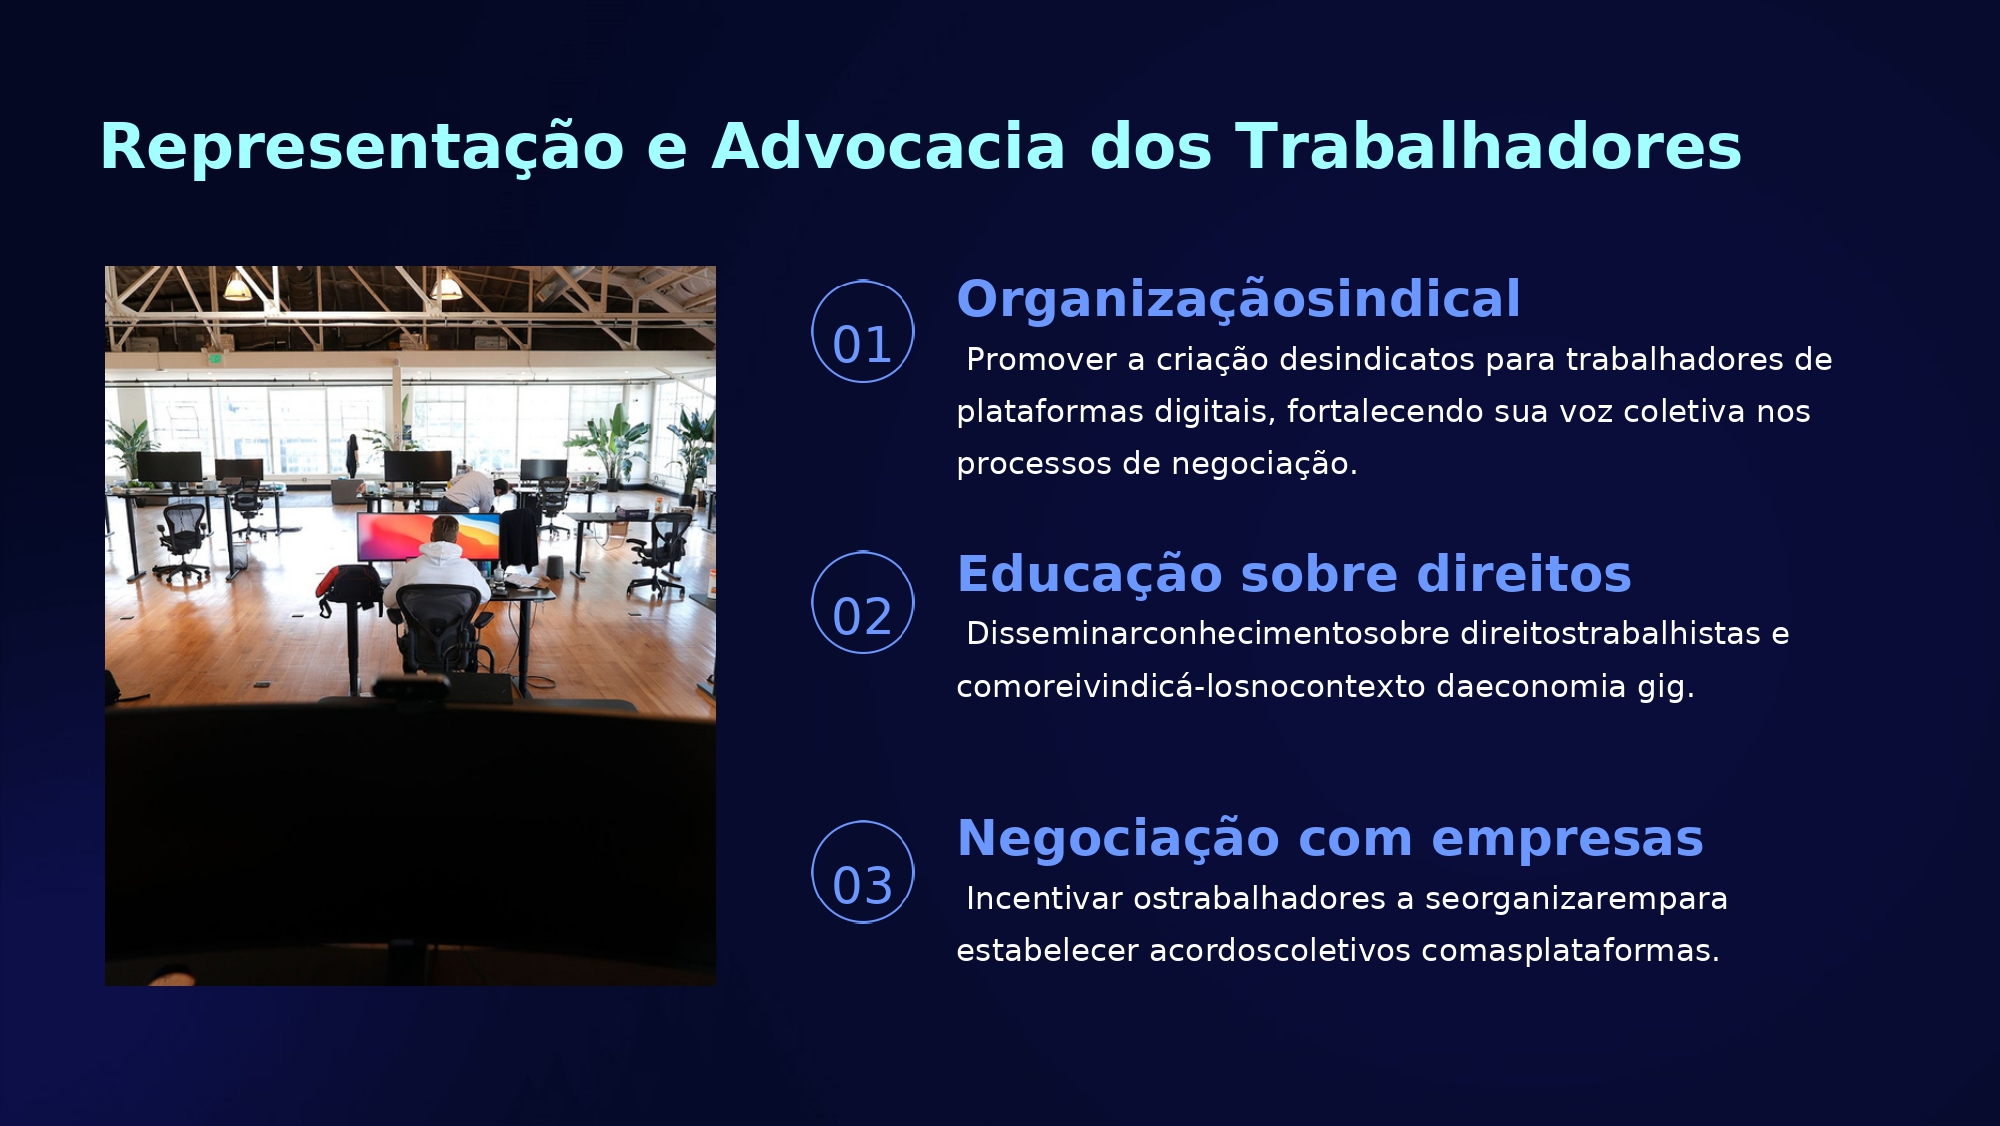 Representação e Advocacia dos Trabalhadores
01
Organizaçãosindical
Promover a criação desindicatos para trabalhadores de
plataformas digitais, fortalecendo sua voz coletiva nos
processos de negociação.
02
Educação sobre direitos
Disseminarconhecimentosobre direitostrabalhistas e
comoreivindicá-losnocontexto daeconomia gig.
03
Negociação com empresas
Incentivar ostrabalhadores a seorganizarempara
estabelecer acordoscoletivos comasplataformas.